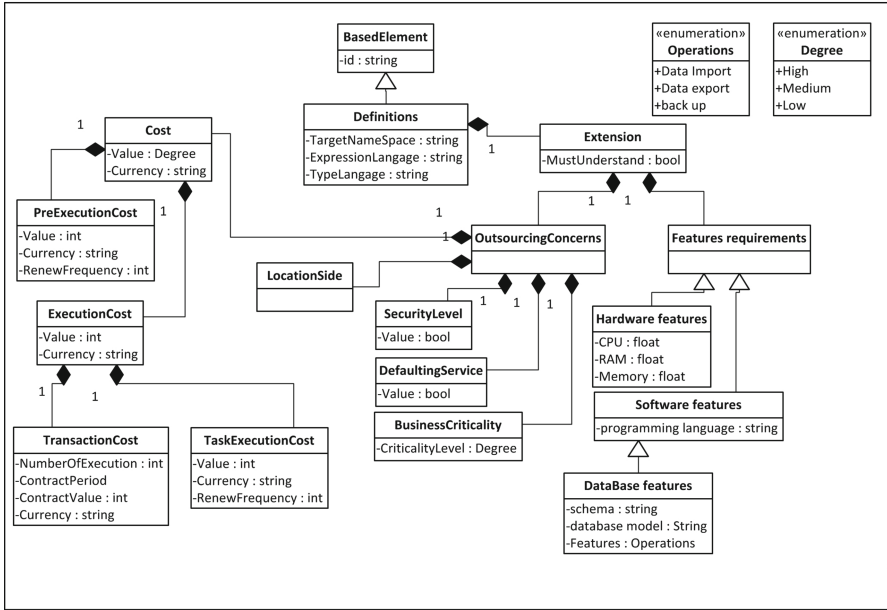 BasedElement
-id : string
«enumeration»
Operations
+Data Import
+Data export
+back up
«enumeration»
Degree
+High
+Medium
+Low
Definitions
-TargetNameSpace : string
-ExpressionLangage : string
-TypeLangage : string
1
Extension
-MustUnderstand : bool
1
1
1
Cost
-Value : Degree
-Currency : string
1
PreExecutionCost
-Value : int
-Currency : string
-RenewFrequency : int
1
1
OutsourcingConcerns
Features requirements
LocationSide
ExecutionCost
-Value : int
-Currency : string
1
1
1
1
1
SecurityLevel
-Value : bool
Hardware features
-CPU : float
-RAM : float
-Memory : float
DefaultingService
-Value : bool
BusinessCriticality
-CriticalityLevel : Degree
Software features
-programming language : string
TransactionCost
-NumberOfExecution : int
-ContractPeriod
-ContractValue : int
-Currency : string
TaskExecutionCost
-Value : int
-Currency : string
-RenewFrequency : int
DataBase features
-schema : string
-database model : String
-Features : Operations